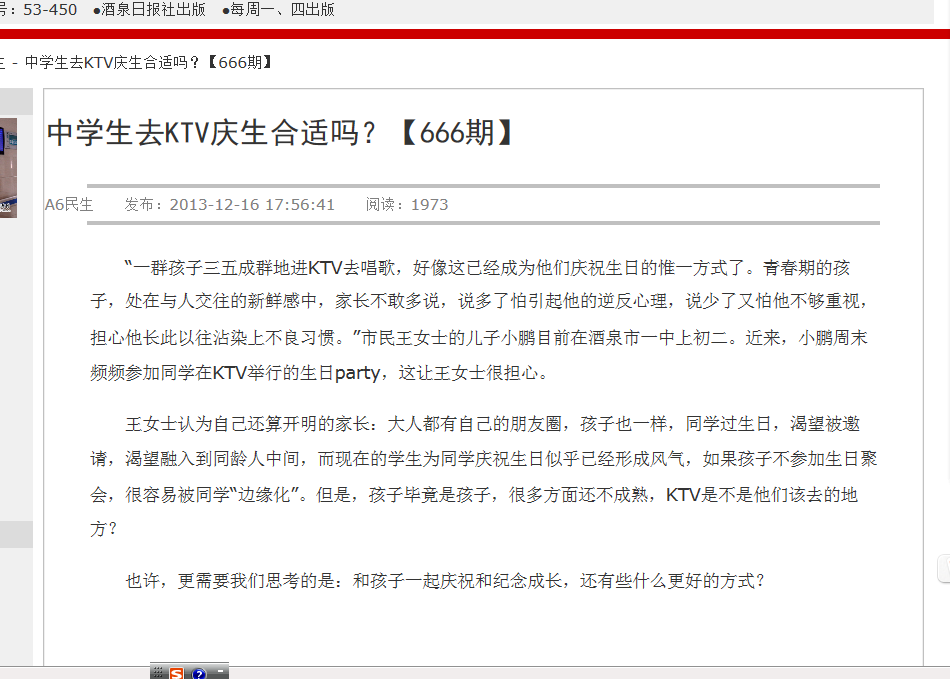 号：53-450 ●酒泉日报社出版 ●每周一、四出版
- 中学生去KTV庆生合适吗？【666期】
中学生去KTV庆生合适吗？【666期】
A6民生 发布：2013-12-16 17:56:41 阅读：1973
“一群孩子三五成群地进KTV去唱歌，好像这已经成为他们庆祝生日的惟一方式了。青春期的孩
子，处在与人交往的新鲜感中，家长不敢多说，说多了怕引起他的逆反心理，说少了又怕他不够重视，
担心他长此以往沾染上不良习惯。”市民王女士的儿子小鹏目前在酒泉市一中上初二。近来，小鹏周末
频频参加同学在KTV举行的生日party，这让王女士很担心。
王女士认为自己还算开明的家长：大人都有自己的朋友圈，孩子也一样，同学过生日，渴望被邀
请，渴望融入到同龄人中间，而现在的学生为同学庆祝生日似乎已经形成风气，如果孩子不参加生日聚
会，很容易被同学“边缘化”。但是，孩子毕竟是孩子，很多方面还不成熟，KTV是不是他们该去的地
方？
也许，更需要我们思考的是：和孩子一起庆祝和纪念成长，还有些什么更好的方式？